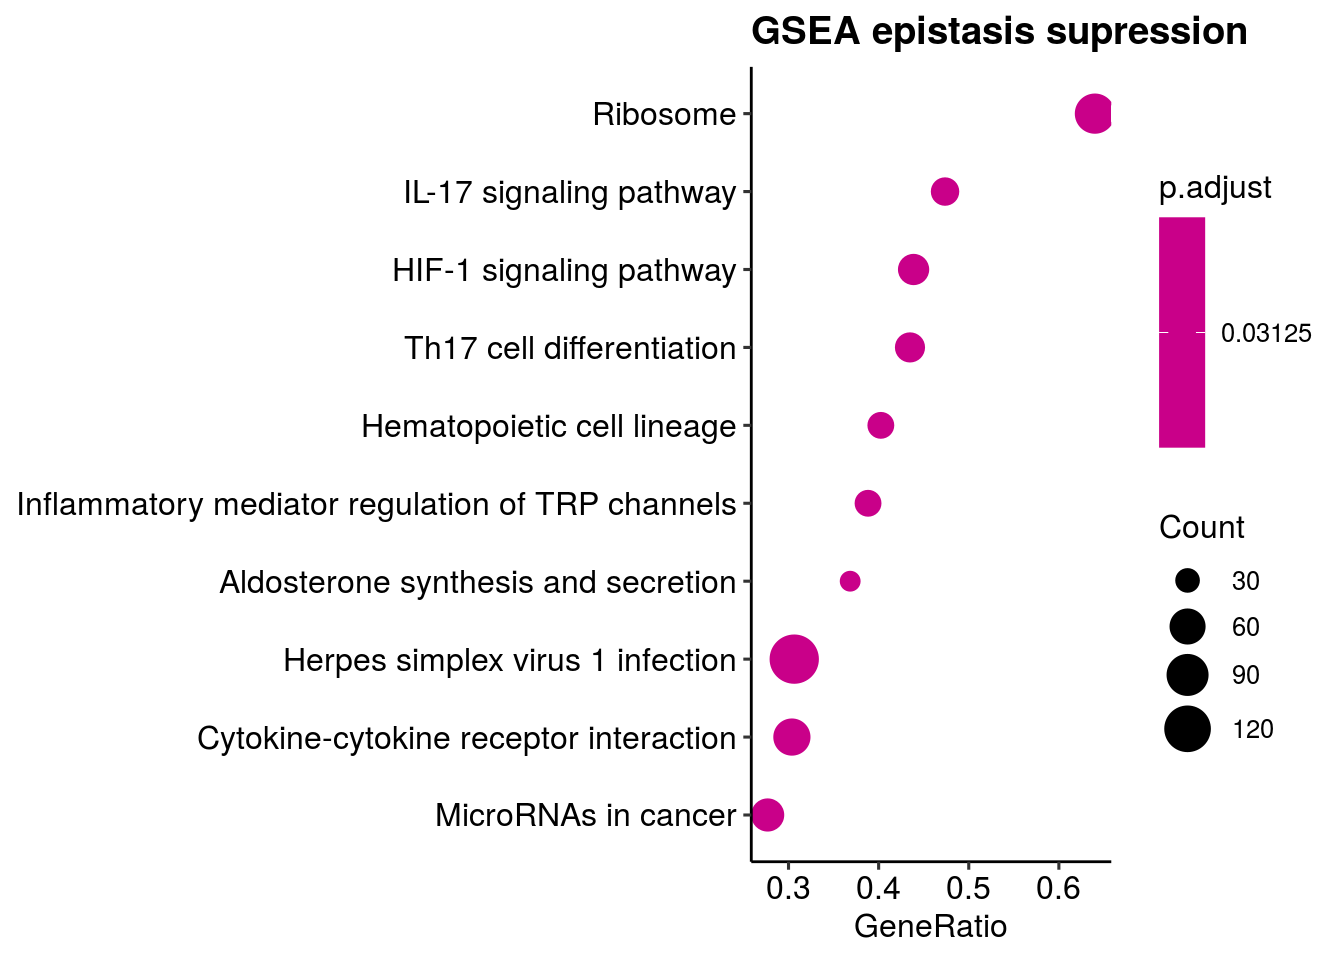 GSEA epistasis supression
Ribosome
IL-17 signaling pathway
HIF-1 signaling pathway
Th17 cell differentiation
Hematopoietic cell lineage
Inflammatory mediator regulation of TRP channels
Aldosterone synthesis and secretion
Herpes simplex virus 1 infection
Cytokine-cytokine receptor interaction
MicroRNAs in cancer
0.3 0.4 0.5 0.6
GeneRatio
p.adjust
0.03125
Count
30
60
90
120